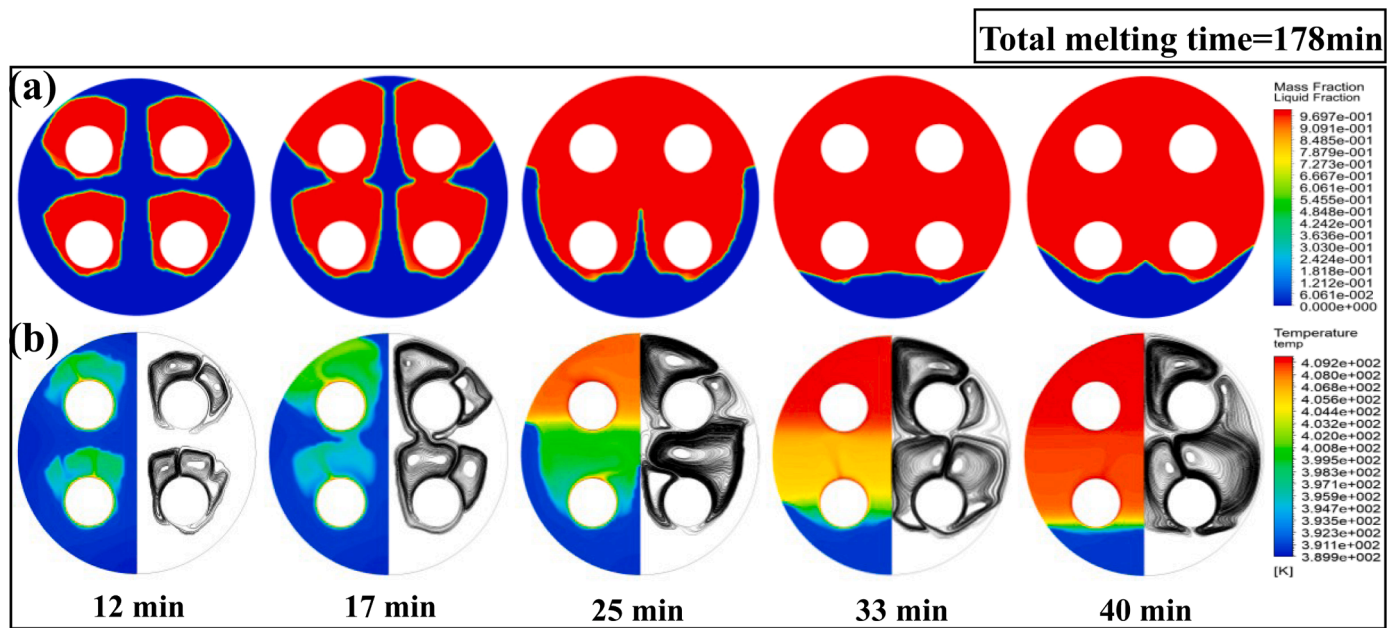 Total melting time=178min
(a)
Mass Fraction
Liquid Fraction
9.697e-001
9.091e-001
8.485e-001
7.879e-001
7.273e-001
6.667e-001
6.061e-001
5.455e-001
4.848e-001
4.242e-001
3.636e-001
3.030e-001
2.424e-001
1.818e-001
1.212e-001
6.061e-002
0.000e+000
(b)
Temperature
temp
4.092e+002
4.080e+002
4.068e+002
4.056e+002
4.044e+002
4.032e+002
4.020e+002
4.008e+002
3.995e+002
3.983e+002
3.971e+002
3.959e+002
3.947e+002
3.935e+002
3.923e+002
3.911e+002
3.899e+002
[K]
12 min
17 min
25 min
33 min
40 min